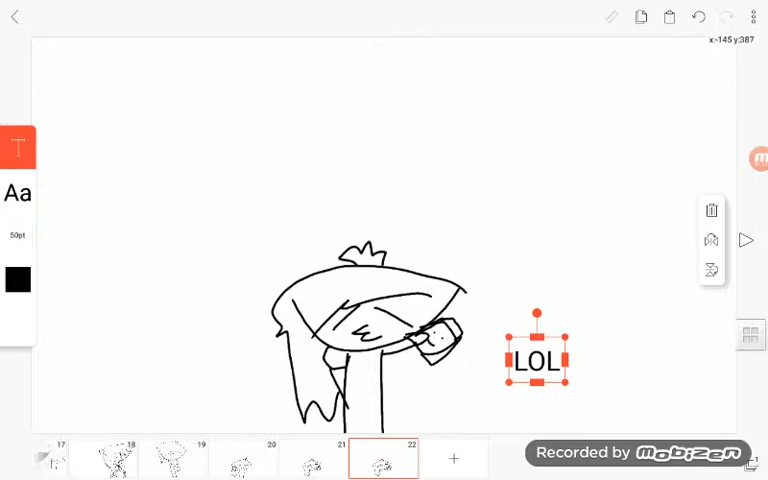 x:-145 y:387
T
Aa
50pt
LOL
17
18
19
20
21
22
+
Recorded by MOBIZEN